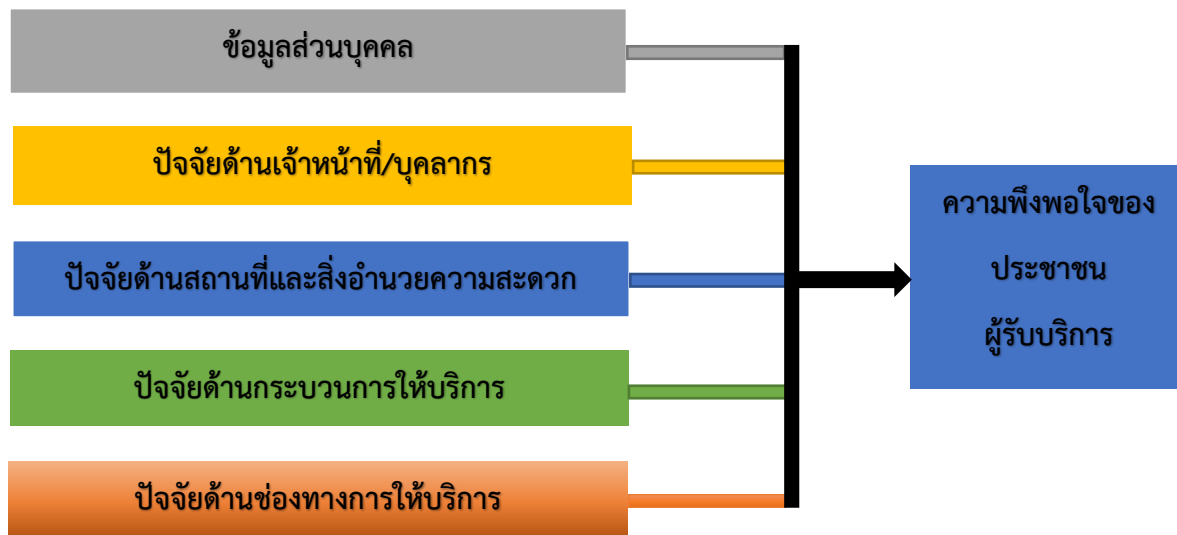 ข้อมูลส่วนบุคคล
ปัจจัยด้านเจ้าหน้าที่/บุคลากร
ปัจจัยด้านสถานที่และสิ่งอำนวยความสะดวก
ปัจจัยด้านกระบวนการให้บริการ
ปัจจัยด้านช่องทางการให้บริการ
ความพึงพอใจของ
ประชาชน
ผู้รับบริการ